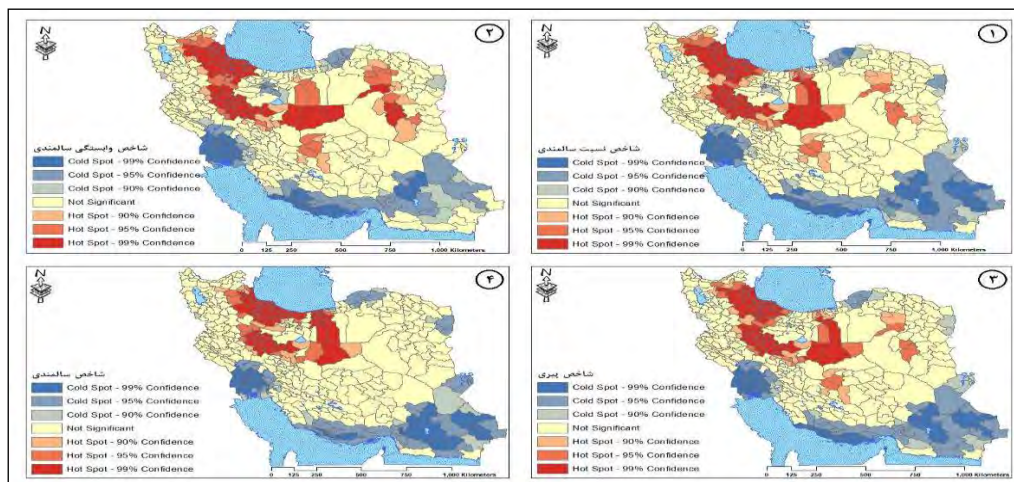 ۱
N
شاخص نسبت سالمندی
Cold Spot - 99% Confidence
Cold Spot - 95% Confidence
Cold Spot - 90% Confidence
Not Significant
Hot Spot - 90% Confidence
Hot Spot - 95% Confidence
Hot Spot - 99% Confidence
0 125 250 500 750 1,000 Kilometers
۲
N
شاخص وابستگی سالمندی
Cold Spot - 99% Confidence
Cold Spot - 95% Confidence
Cold Spot - 90% Confidence
Not Significant
Hot Spot - 90% Confidence
Hot Spot - 95% Confidence
Hot Spot - 99% Confidence
0 125 250 500 750 1,000 Kilometers
۳
N
شاخص پیری
Cold Spot - 99% Confidence
Cold Spot - 95% Confidence
Cold Spot - 90% Confidence
Not Significant
Hot Spot - 90% Confidence
Hot Spot - 95% Confidence
Hot Spot - 99% Confidence
0 125 250 500 750 1,000 Kilometers
۴
N
شاخص سالمندی
Cold Spot - 99% Confidence
Cold Spot - 95% Confidence
Cold Spot - 90% Confidence
Not Significant
Hot Spot - 90% Confidence
Hot Spot - 95% Confidence
Hot Spot - 99% Confidence
0 125 250 500 750 1,000 Kilometers